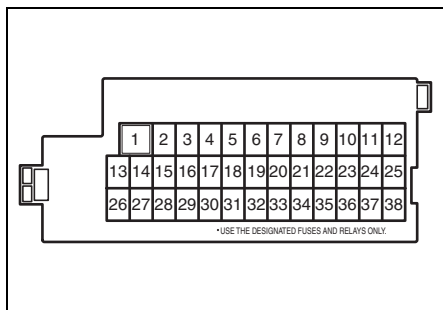 1 2 3 4 5 6 7 8 9 10 11 12
13 14 15 16 17 18 19 20 21 22 23 24 25
26 27 28 29 30 31 32 33 34 35 36 37 38
•USE THE DESIGNATED FUSES AND RELAYS ONLY.